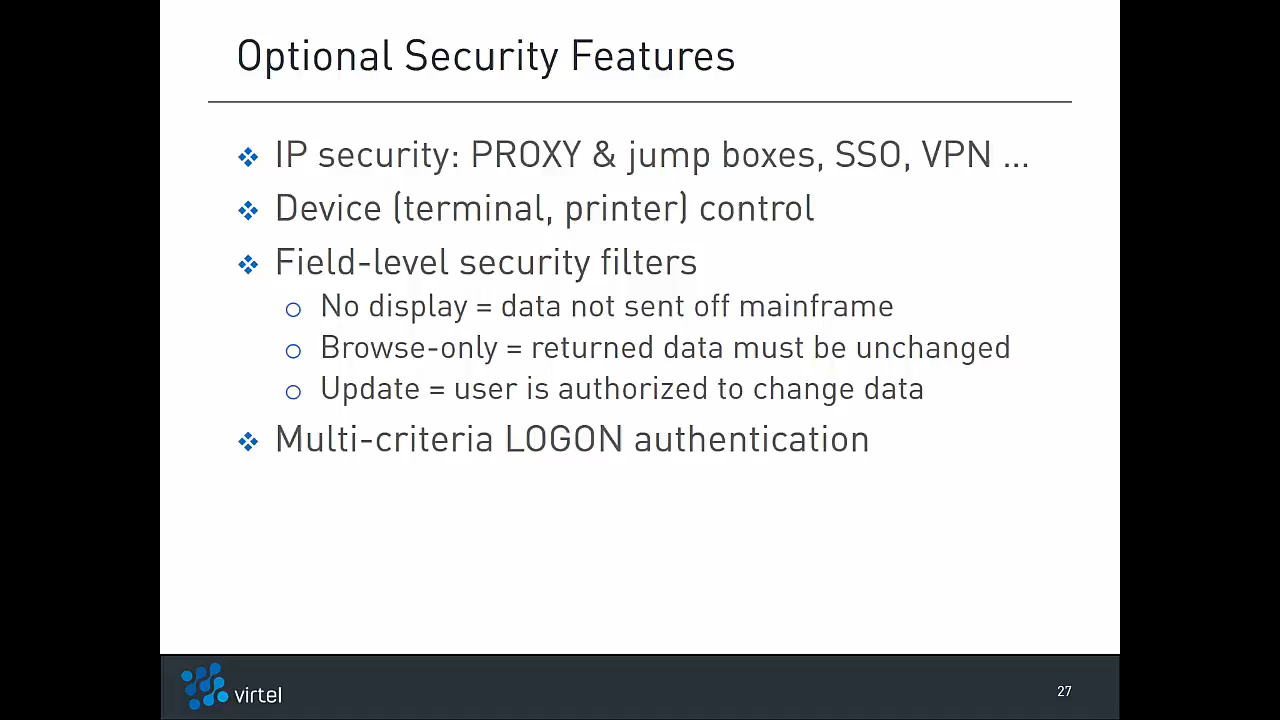 Optional Security Features
IP security: PROXY & jump boxes, SSO, VPN ...
Device (terminal, printer) control
Field-level security filters
No display = data not sent off mainframe
Browse-only = returned data must be unchanged
Update = user is authorized to change data
Multi-criteria LOGON authentication
virtel
27